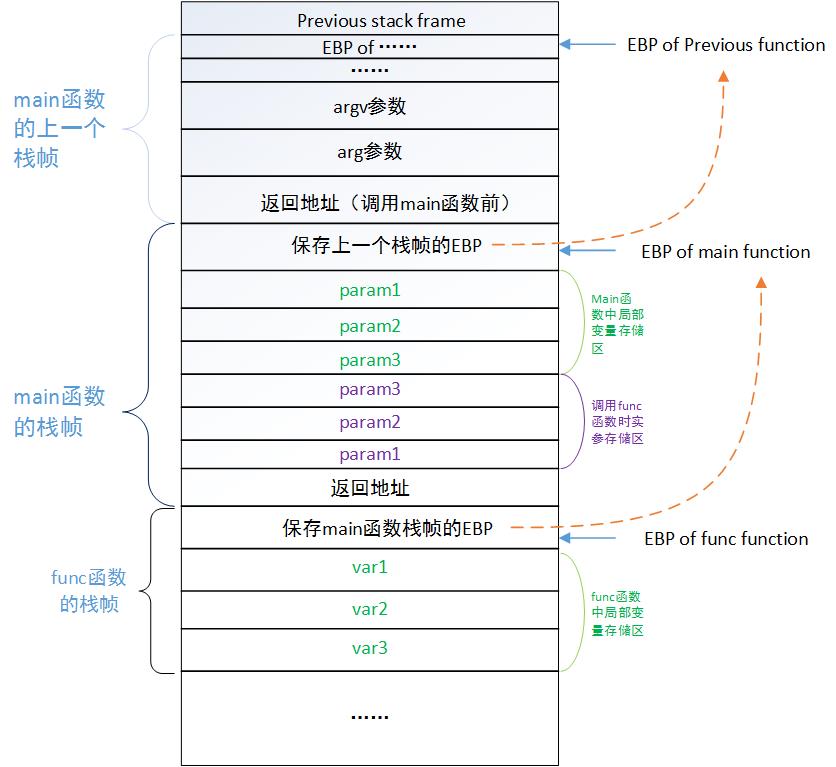 Previous stack frame
EBP of ······
EBP of Previous function
······
main函数
的上一个
栈帧
argv参数
arg参数
返回地址（调用main函数前）
保存上一个栈帧的EBP
EBP of main function
param1
param2
param3
Main函
数中局部
变量存储
区
main函数
的栈帧
param3
param2
param1
调用func
函数时实
参存储区
返回地址
保存main函数栈帧的EBP
EBP of func function
func函数
的栈帧
var1
var2
var3
func函数
中局部变
量存储区
······